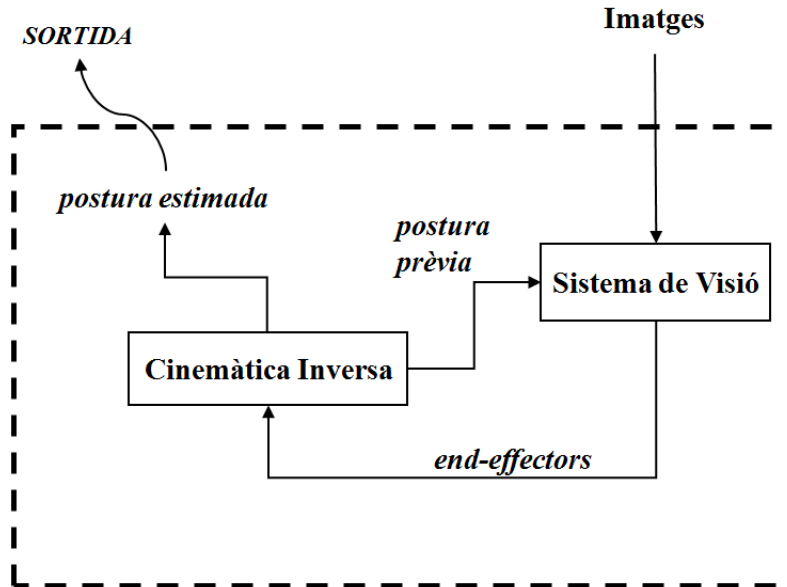 Imatges
SORTIDA
postura estimada
postura
prèvia
Sistema de Visió
Cinemàtica Inversa
end-effectors